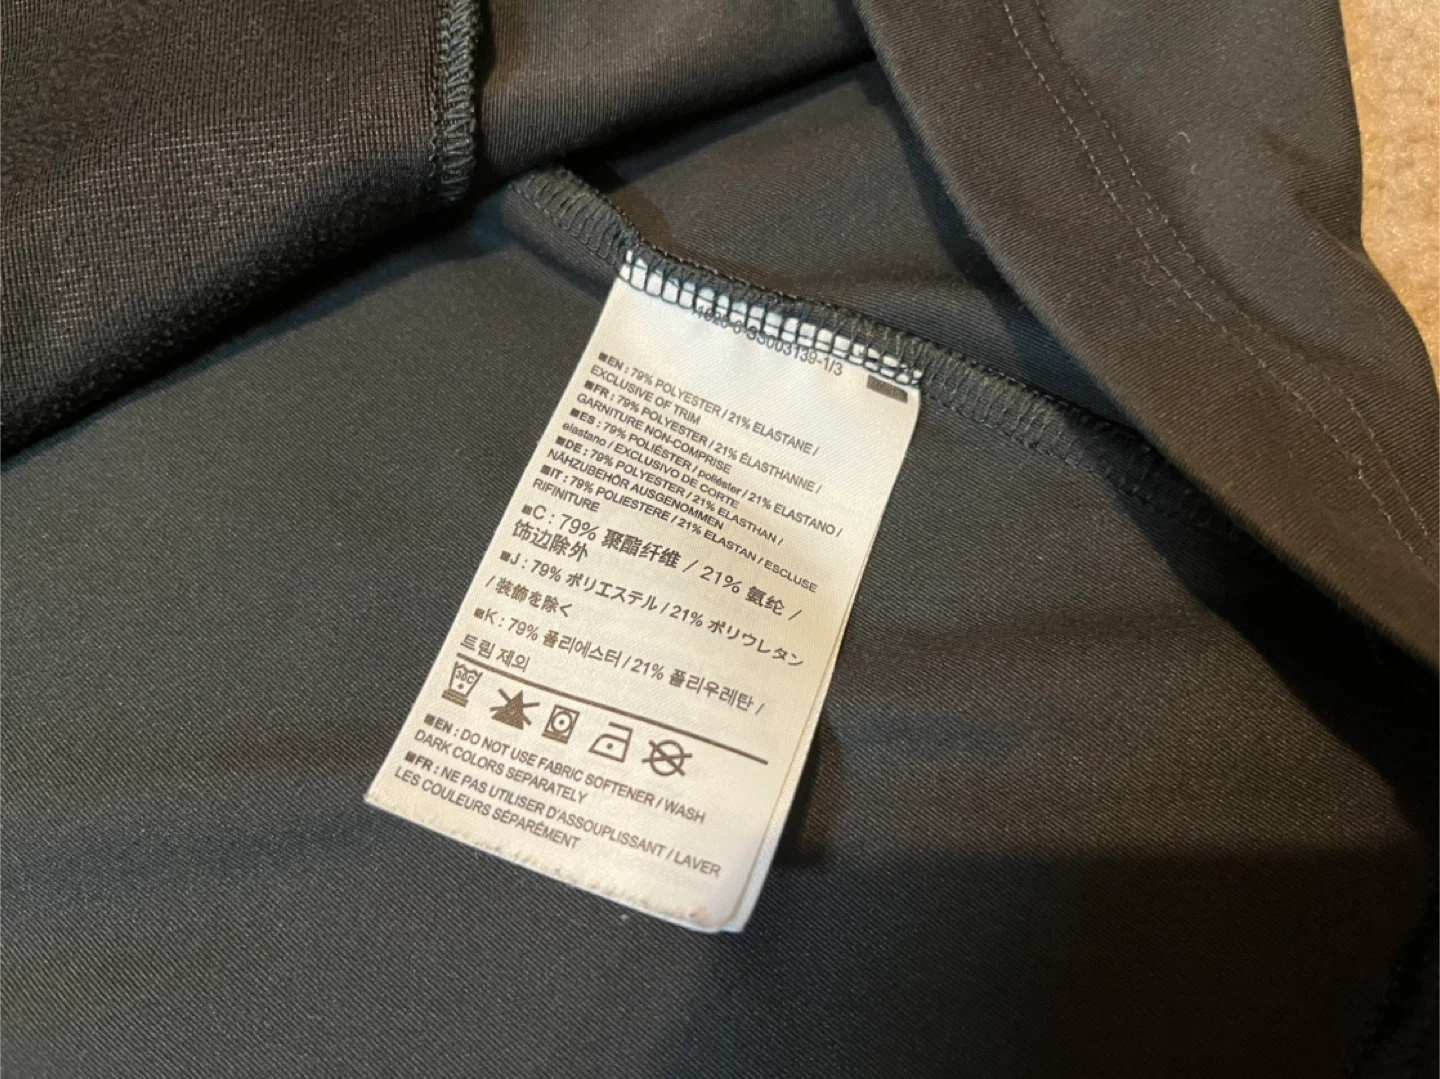 SS003139-1/3
■EN : 79% POLYESTER / 21% ELASTANE /
EXCLUSIVE OF TRIM
■FR : 79% POLYESTER / 21% ÉLASTHANNE /
GARNITURE NON-COMPRISE
■ES : 79% POLIÉSTER / poliéster / 21% ELASTANO /
elastano / EXCLUSIVO DE CORTE
■DE : 79% POLYESTER / 21% ELASTHAN /
NÄHZUBEHÖR AUSGENOMMEN
■IT : 79% POLIESTERE / 21% ELASTAN / ESCLUSE
RIFINITURE
■C : 79% 聚酯纤维 / 21% 氨纶 /
饰边除外
■J : 79% ポリエステル / 21% ポリウレタン
/ 装飾を除く
■K : 79% 폴리에스터 / 21% 폴리우레탄 /
트림 제외
30C
■EN : DO NOT USE FABRIC SOFTENER / WASH
DARK COLORS SEPARATELY
■FR : NE PAS UTILISER D'ASSOUPLISSANT / LAVER
LES COULEURS SÉPARÉMENT